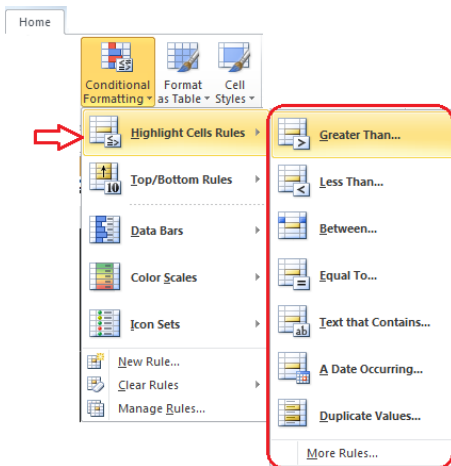 Home
Conditional
Formatting
Format
as Table
Cell
Styles
Highlight Cells Rules
Top/Bottom Rules
10
Data Bars
Color Scales
Icon Sets
New Rule...
Clear Rules
Manage Rules...
Greater Than...
Less Than...
Between...
Equal To...
ab
Text that Contains...
A Date Occurring...
Duplicate Values...
More Rules...